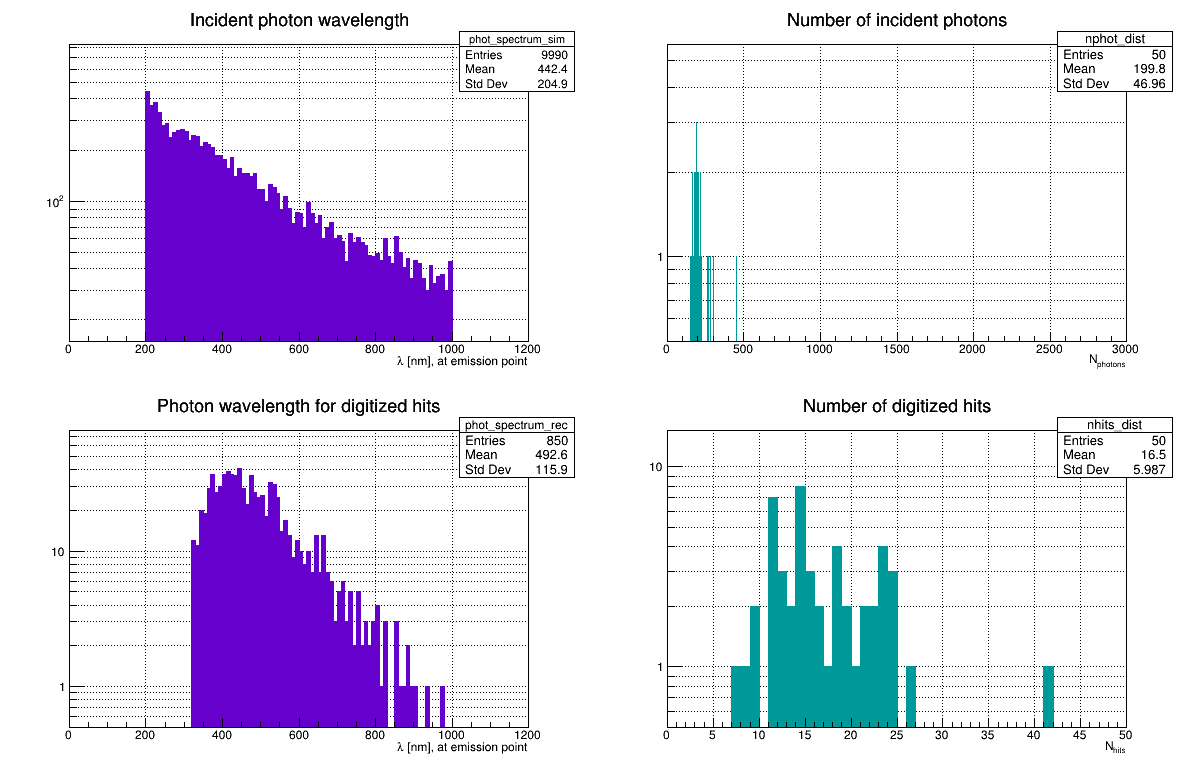 Incident photon wavelength
phot_spectrum_sim
Entries 9990
Mean 442.4
Std Dev 204.9
10²
0 200 400 600 800 1000 1200
λ [nm], at emission point
Number of incident photons
nphot_dist
Entries 50
Mean 199.8
Std Dev 46.96
1
0 500 1000 1500 2000 2500 3000
Nphotons
Photon wavelength for digitized hits
phot_spectrum_rec
Entries 850
Mean 492.6
Std Dev 115.9
10
1
0 200 400 600 800 1000 1200
λ [nm], at emission point
Number of digitized hits
nhits_dist
Entries 50
Mean 16.5
Std Dev 5.987
10
1
0 5 10 15 20 25 30 35 40 45 50
Nhits